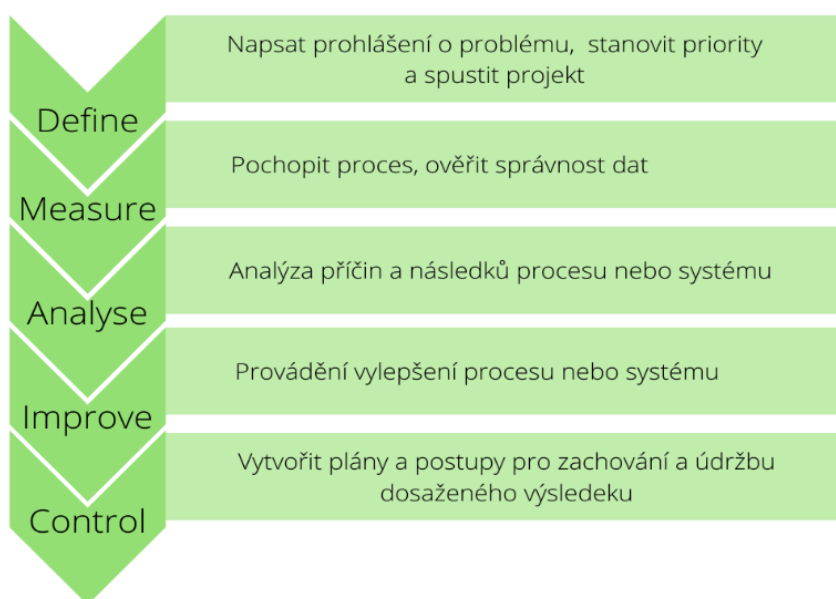 Napsat prohlášení o problému,  stanovit priority
a spustit projekt
Define
Pochopit proces, ověřit správnost dat
Measure
Analýza příčin a následků procesu nebo systému
Analyse
Provádění vylepšení procesu nebo systému
Improve
Vytvořit plány a postupy pro zachování a údržbu
dosaženého výsledeku
Control